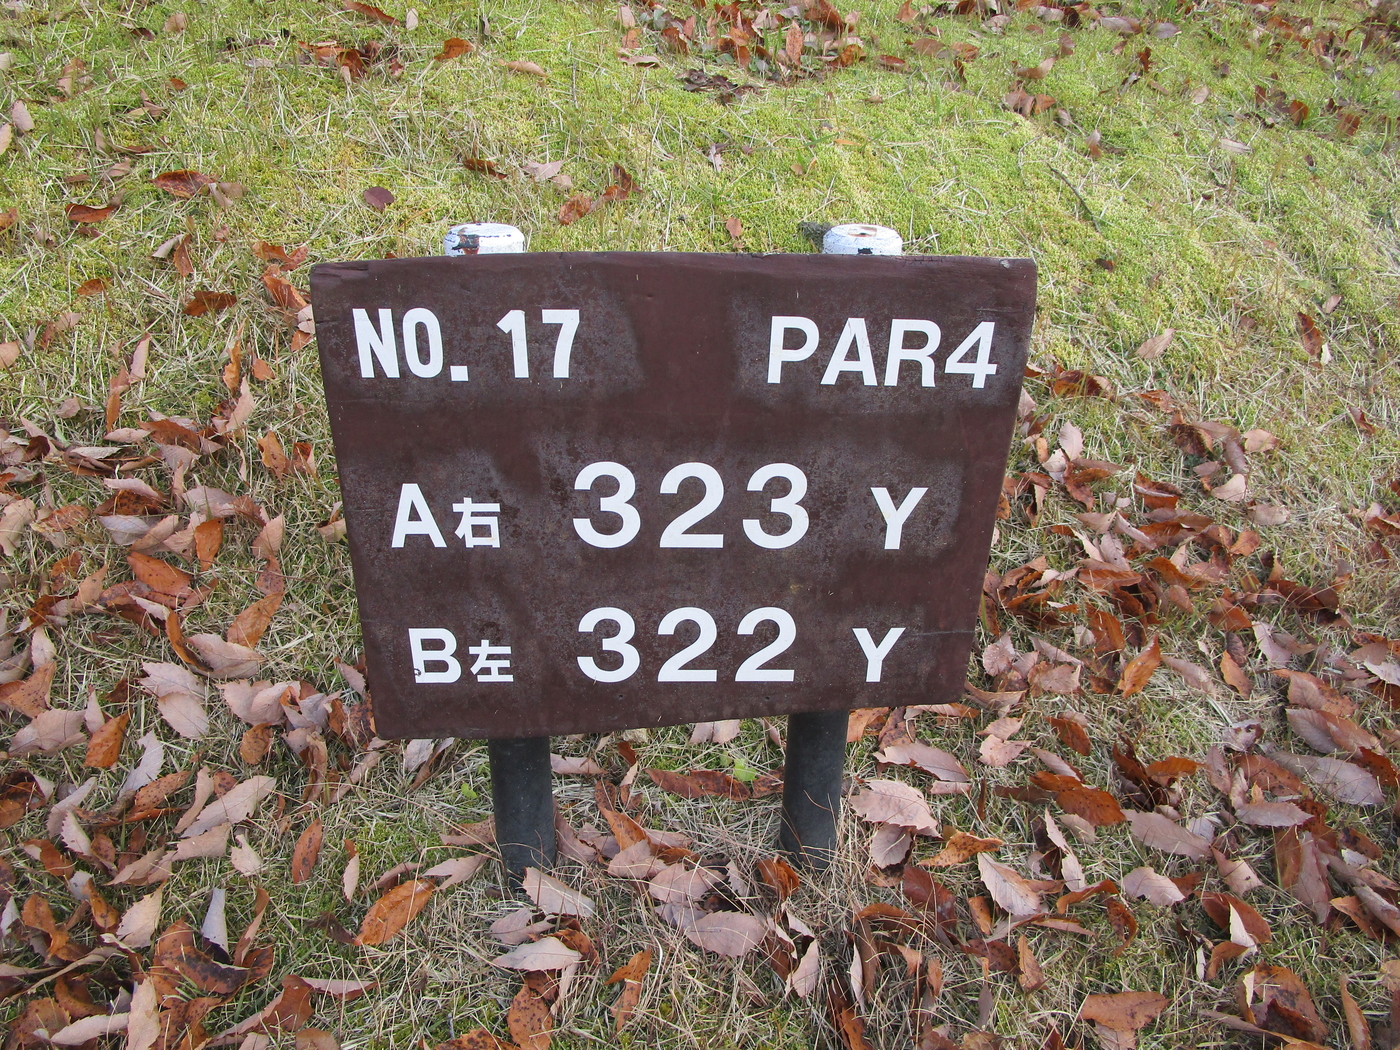 NO. 17 PAR4
A右 323 Y
B左 322 Y